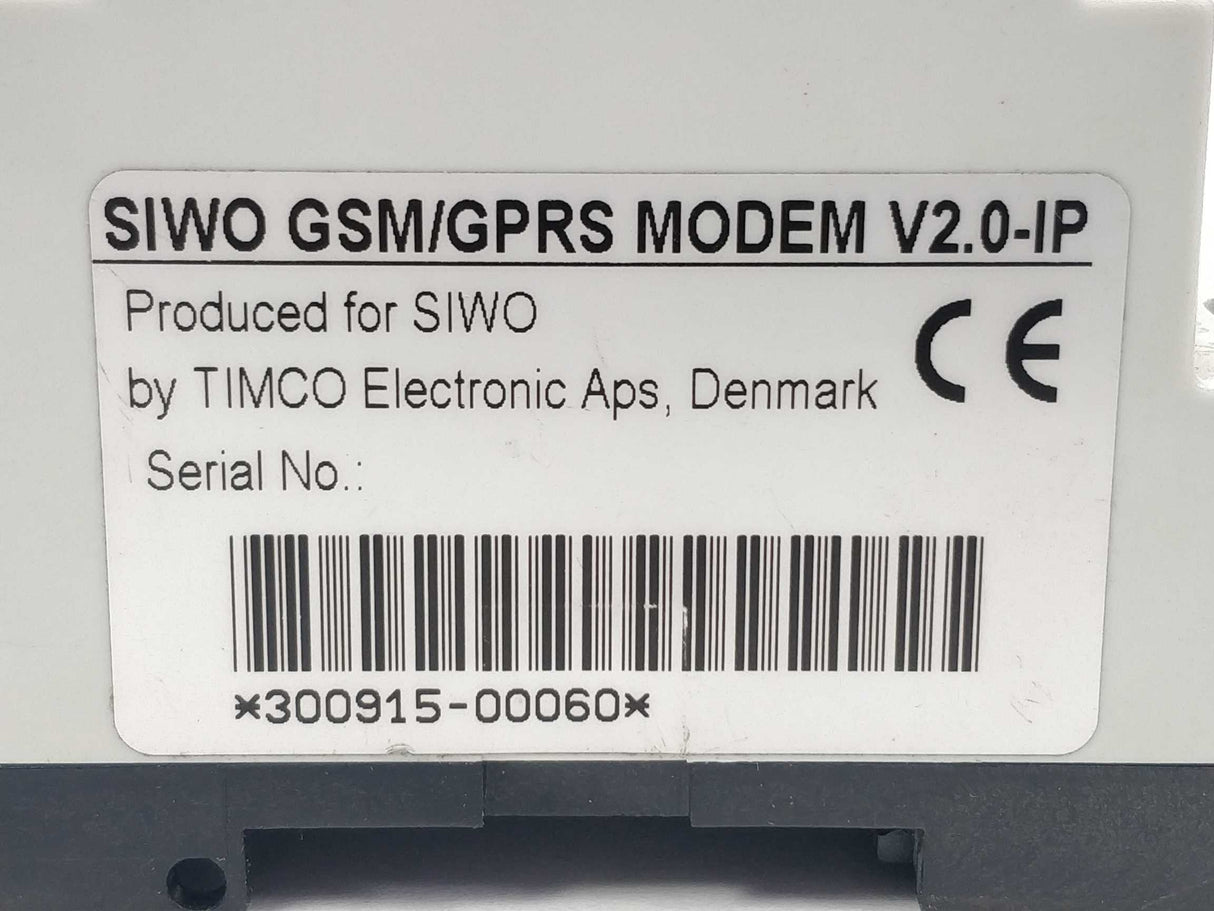 SIWO GSM/GPRS MODEM V2.0-IP
Produced for SIWO
by TIMCO Electronic Aps, Denmark
CE
Serial No.:
*300915-00060*